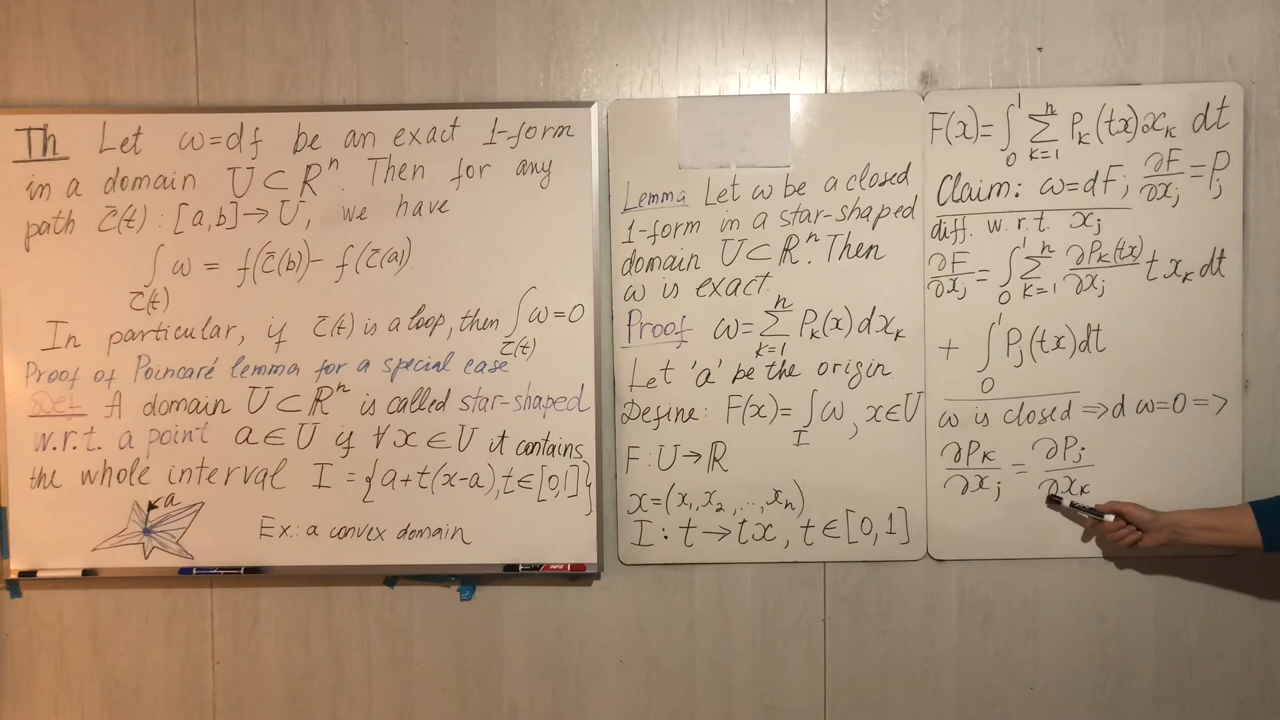 Th Let ω=df be an exact 1-form
in a domain U⊂Rⁿ. Then for any
path c̄(t) : [a,b]→U, we have
∫_{c̄(t)} ω = f(c̄(b)) - f(c̄(a)).
In particular, if c̄(t) is a loop, then ∫_{c̄(t)} ω=0
Proof of Poincaré lemma for a special case
Def A domain U⊂Rⁿ is called star-shaped
w.r.t. a point a∈U if ∀x∈U it contains
the whole interval I = {a+t(x-a), t∈[0,1]}
a
Ex.: a convex domain
Lemma Let ω be a closed
1-form in a star-shaped
domain U⊂Rⁿ. Then
ω is exact.
Proof ω=∑_{k=1}^{n} P_k(x)dx_k
Let 'a' be the origin.
Define: F(x)=∫_I ω, x∈U
F:U→R
x=(x₁,x₂,...,xₙ)
I: t→tx, t∈[0,1]
F(x)=∫₀¹ ∑_{k=1}^{n} P_k(tx)x_k dt
Claim: ω=dF; ∂F/∂x_j=P_j
diff. w.r.t. x_j
∂F/∂x_j=∫₀¹ ∑_{k=1}^{n} ∂P_k(tx)/∂x_j t x_k dt
+ ∫₀¹ P_j(tx)dt
ω is closed ⇒ dω=0 ⇒
∂P_k/∂x_j = ∂P_j/∂x_k